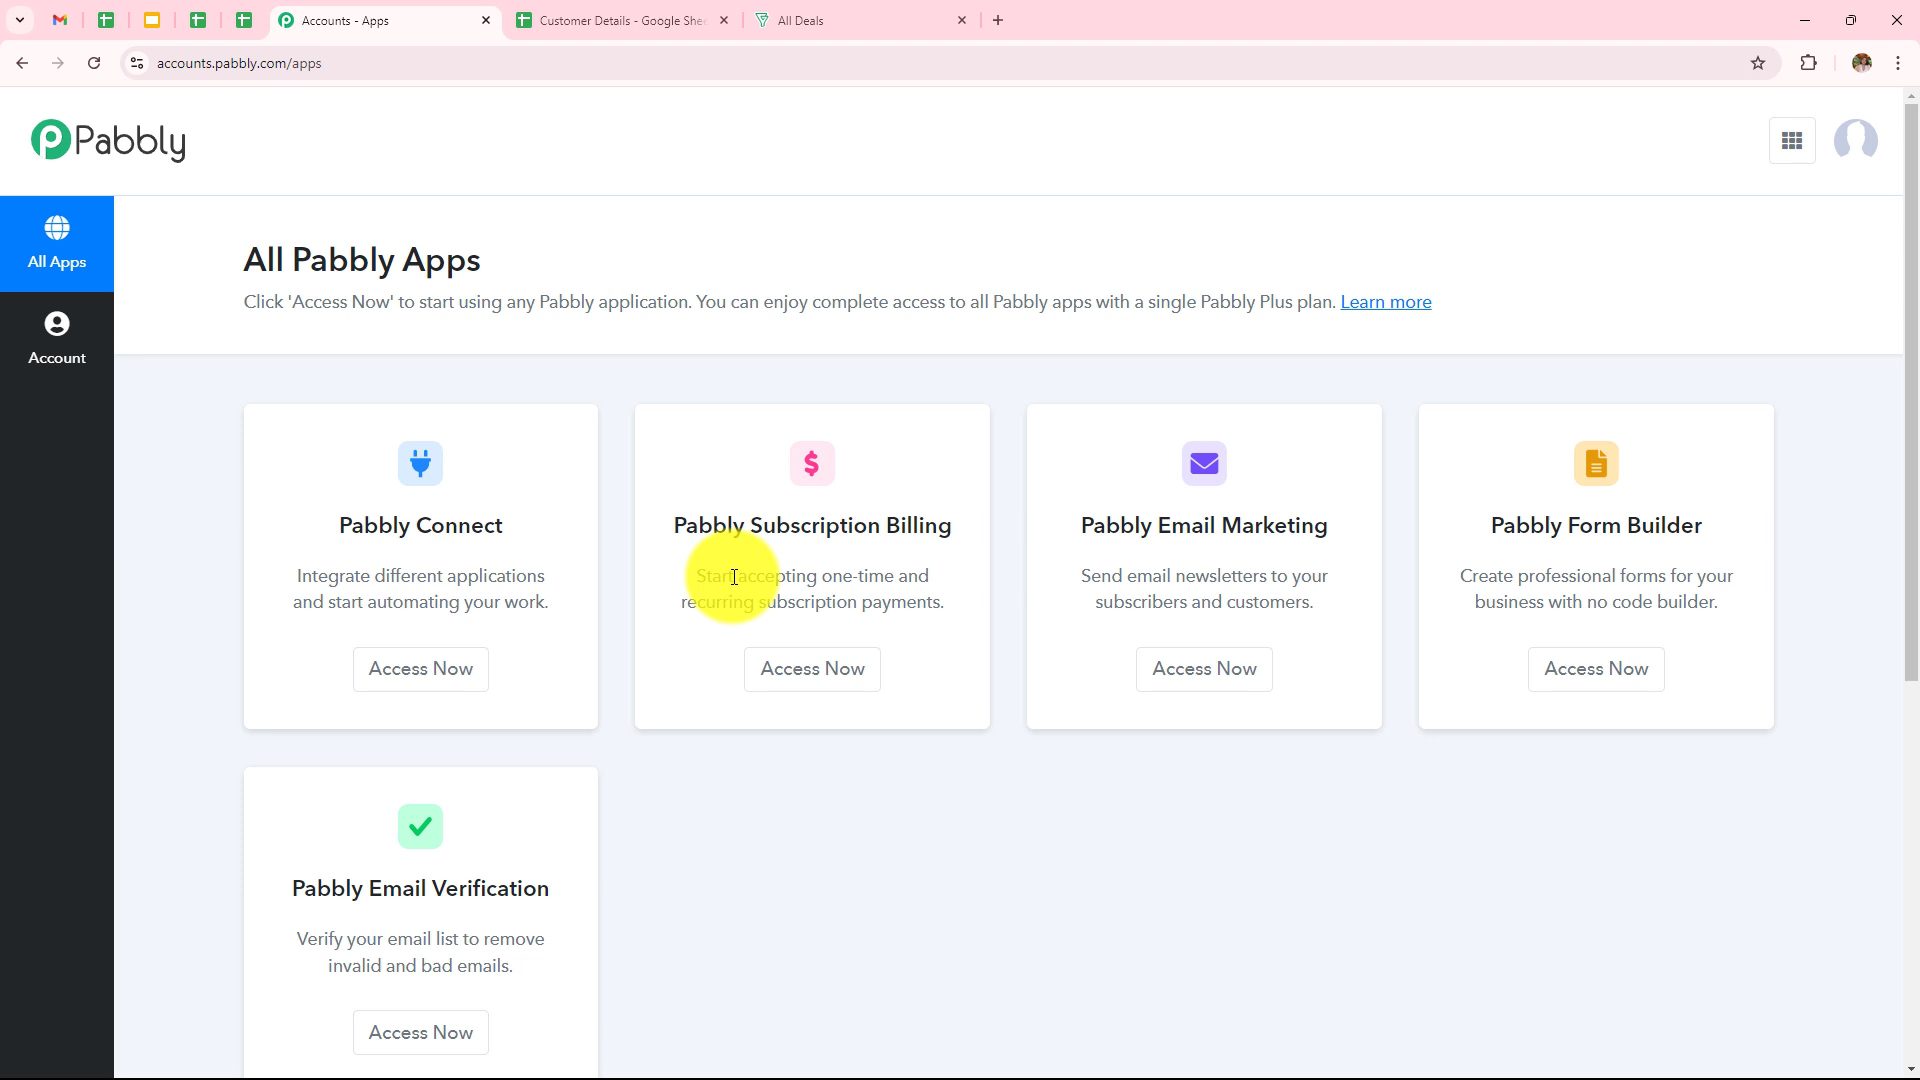 Accounts - Apps
Customer Details - Google She
All Deals
accounts.pabbly.com/apps
Pabbly
All Apps
Account
All Pabbly Apps
Click 'Access Now' to start using any Pabbly application. You can enjoy complete access to all Pabbly apps with a single Pabbly Plus plan. Learn more
Pabbly Connect
Integrate different applications
and start automating your work.
Access Now
Pabbly Subscription Billing
Start accepting one-time and
recurring subscription payments.
Access Now
Pabbly Email Marketing
Send email newsletters to your
subscribers and customers.
Access Now
Pabbly Form Builder
Create professional forms for your
business with no code builder.
Access Now
Pabbly Email Verification
Verify your email list to remove
invalid and bad emails.
Access Now